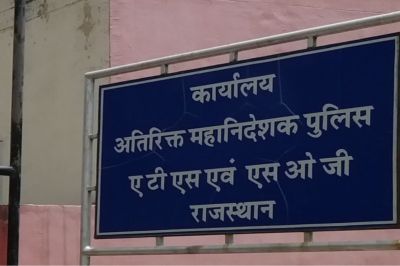 कार्यालय
अतिरिक्त महानिदेशक पुलिस
ए टी एस एवं एस ओ जी
राजस्थान